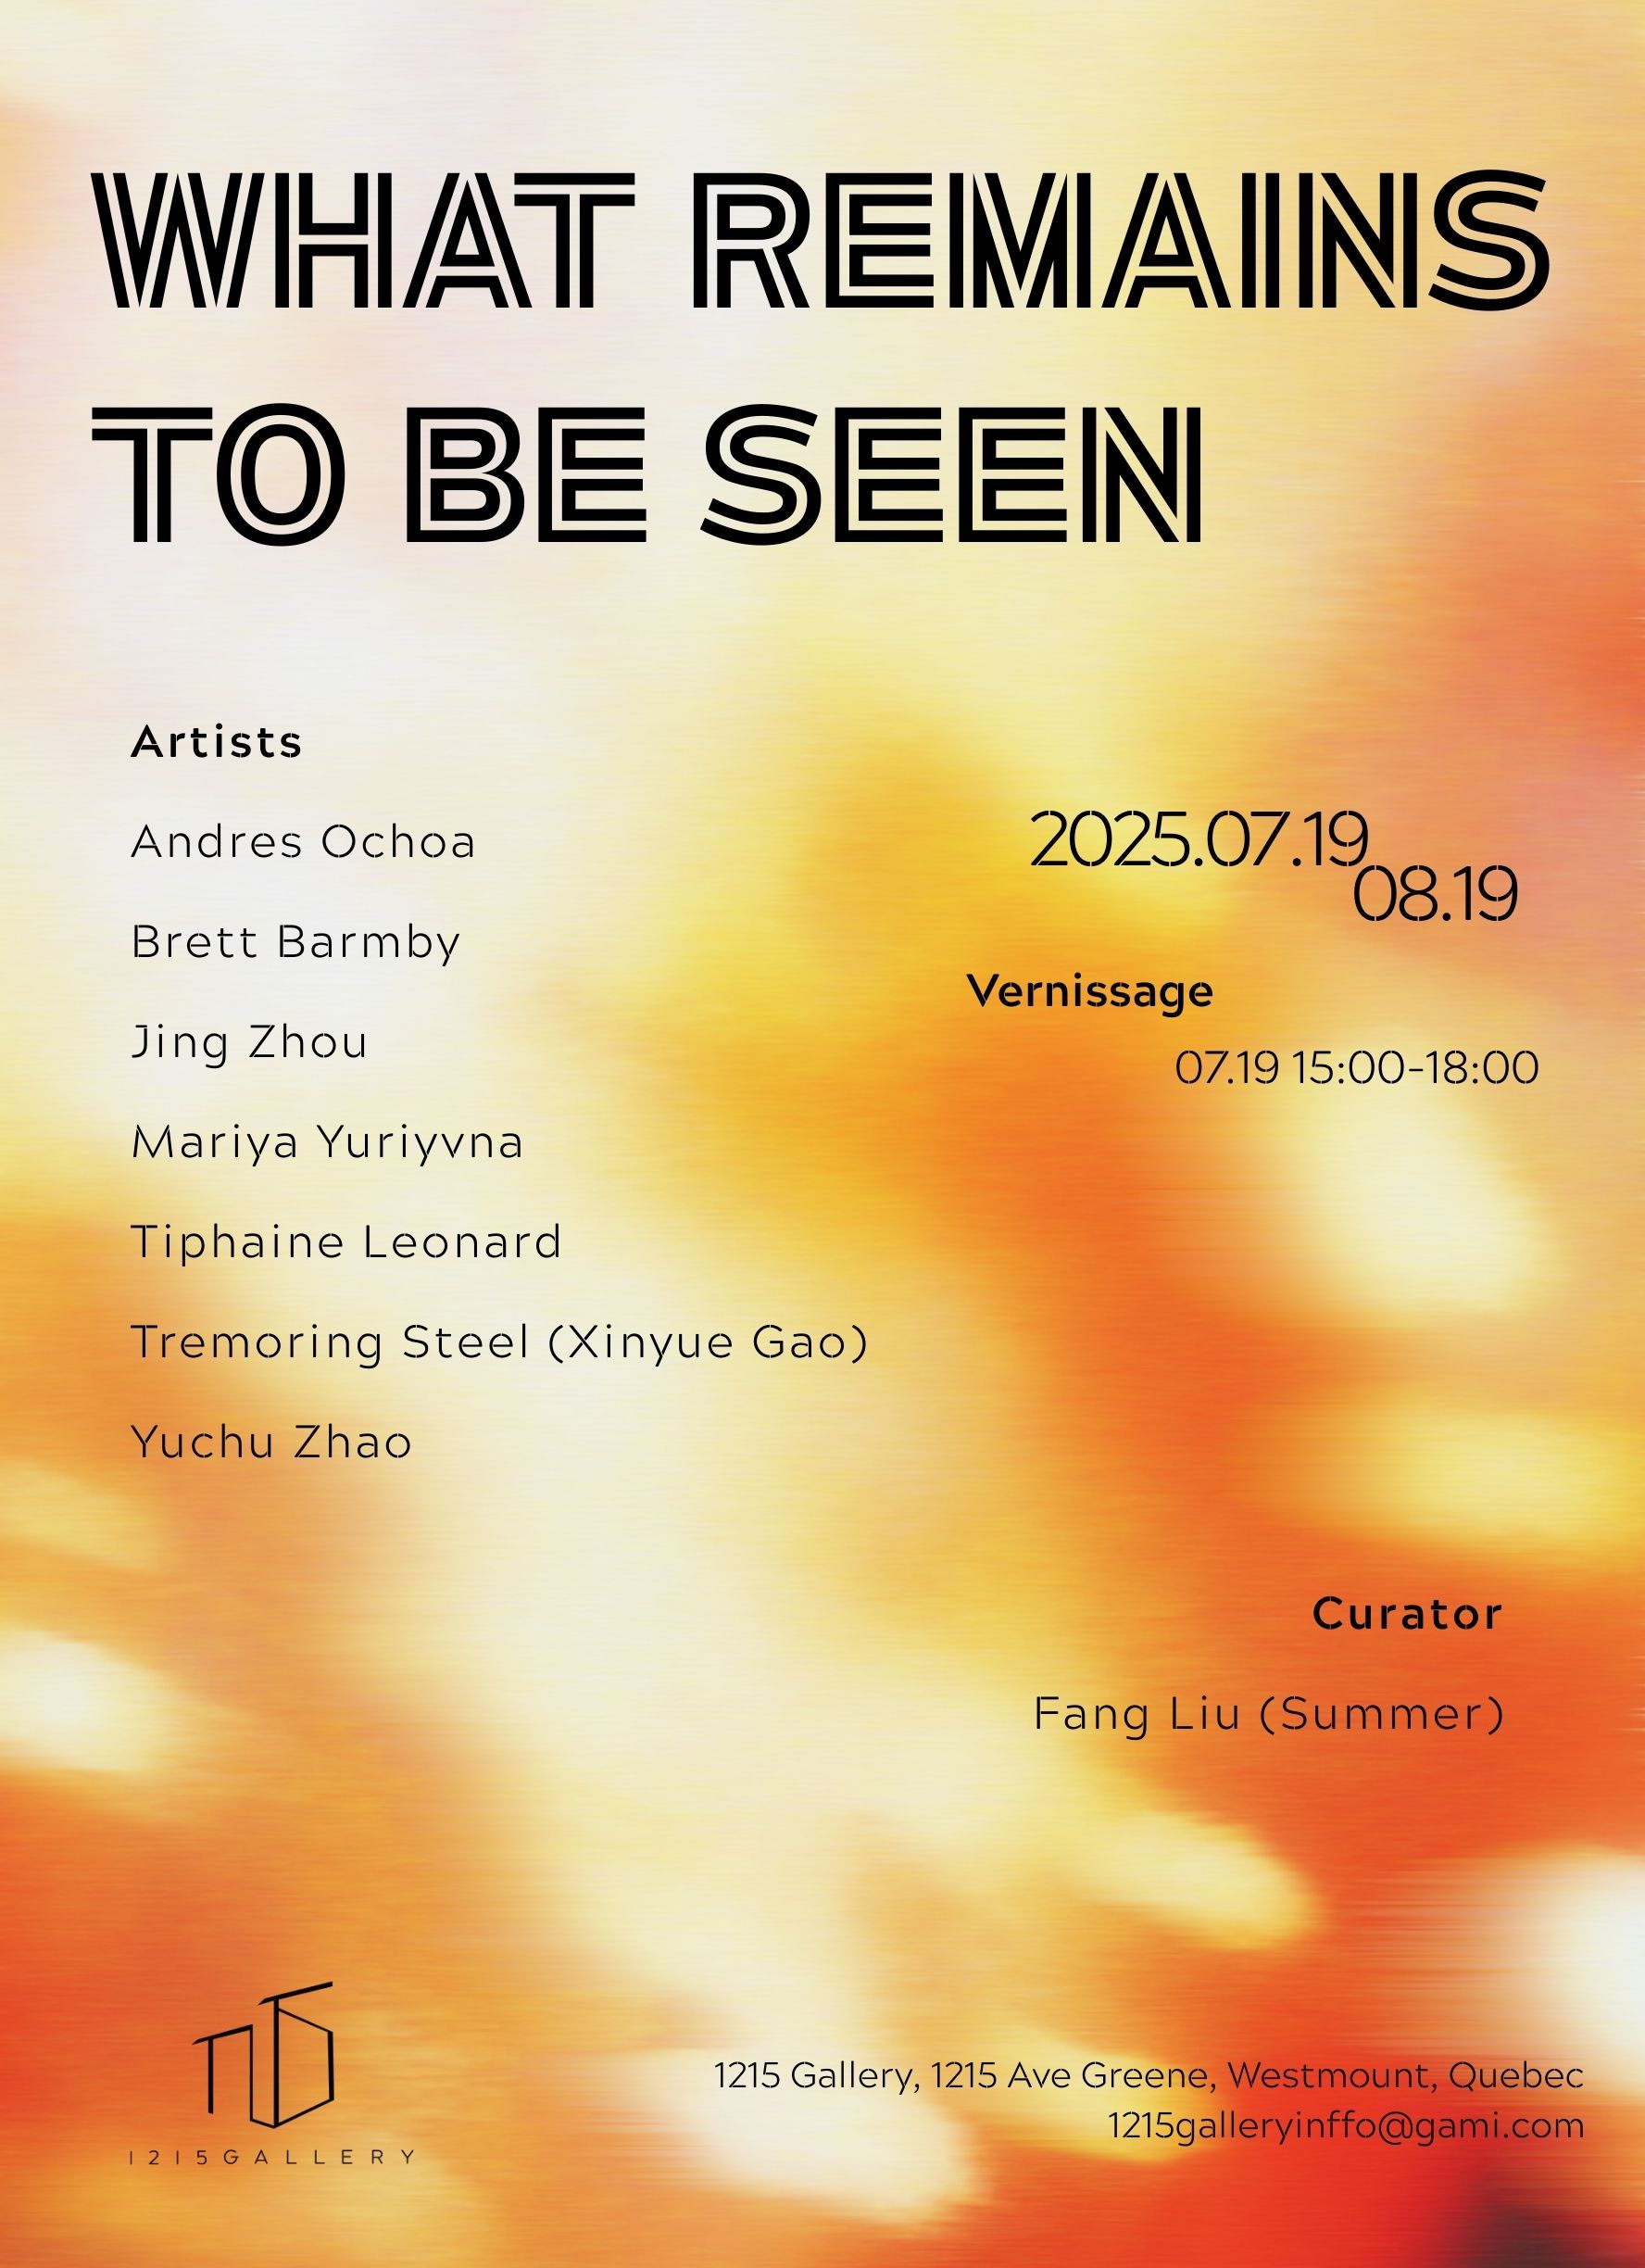 WHAT REMAINS
TO BE SEEN
Artists
Andres Ochoa
Brett Barmby
Jing Zhou
Mariya Yuriyvna
Tiphaine Leonard
Tremoring Steel (Xinyue Gao)
Yuchu Zhao
2025.07.19
08.19
Vernissage
07.19 15:00-18:00
Curator
Fang Liu (Summer)
1215GALLERY
1215 Gallery, 1215 Ave Greene, Westmount, Quebec
1215galleryinffo@gami.com